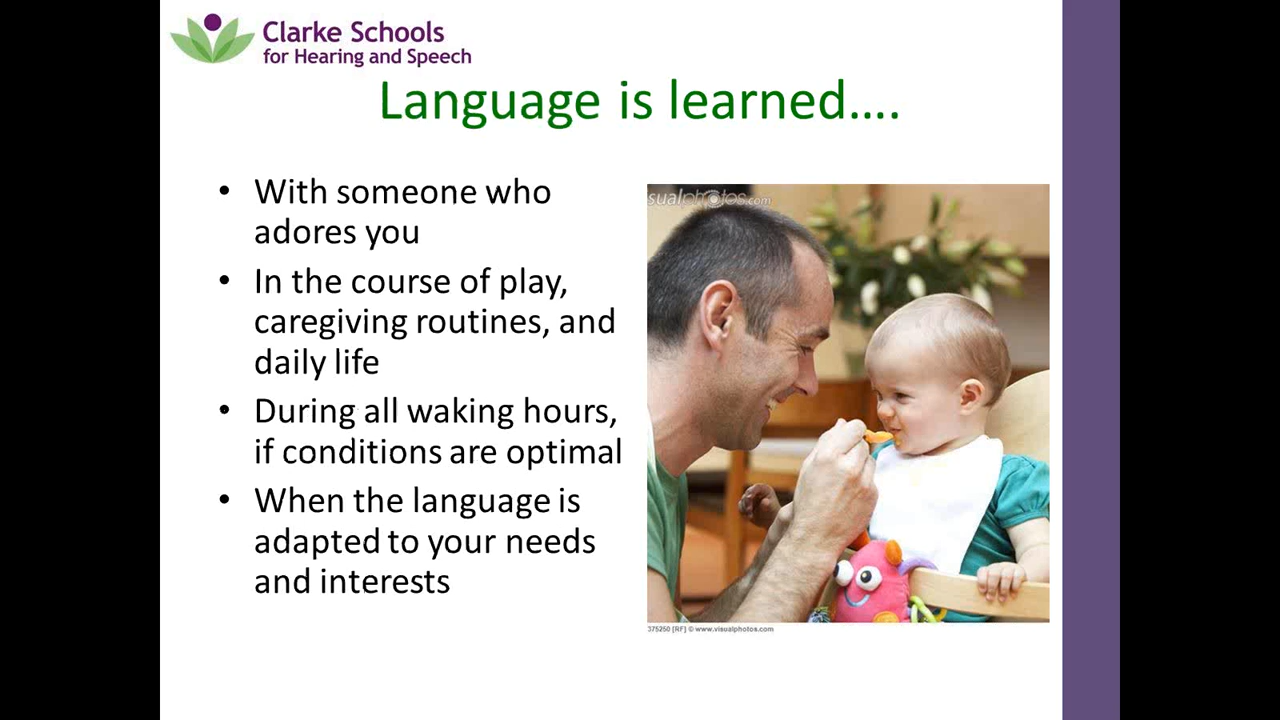 Clarke Schools
for Hearing and Speech
Language is learned….
• With someone who
adores you
• In the course of play,
caregiving routines, and
daily life
• During all waking hours,
if conditions are optimal
• When the language is
adapted to your needs
and interests
sualphotos.com
375250 [RF] © www.visualphotos.com